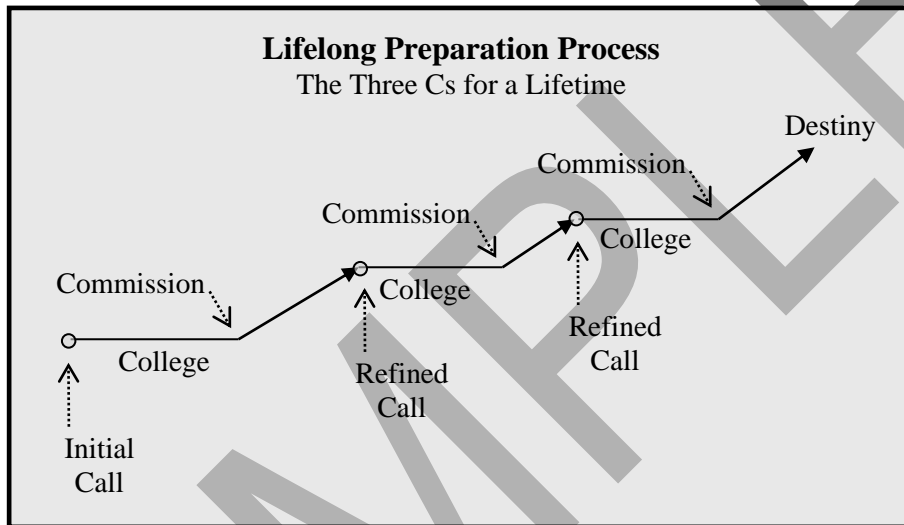 Lifelong Preparation Process
The Three Cs for a Lifetime
Destiny
Commission
Commission
College
College
Commission
Refined
Call
College
Refined
Call
Initial
Call